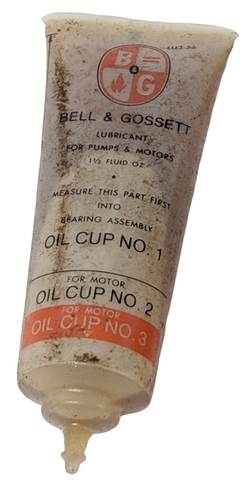 B & G
BELL & GOSSETT
LUBRICANT
FOR PUMPS & MOTORS
1½ FLUID OZ
MEASURE THIS PART FIRST
INTO
BEARING ASSEMBLY
OIL CUP NO. 1
FOR MOTOR
OIL CUP NO. 2
FOR MOTOR
OIL CUP NO. 3